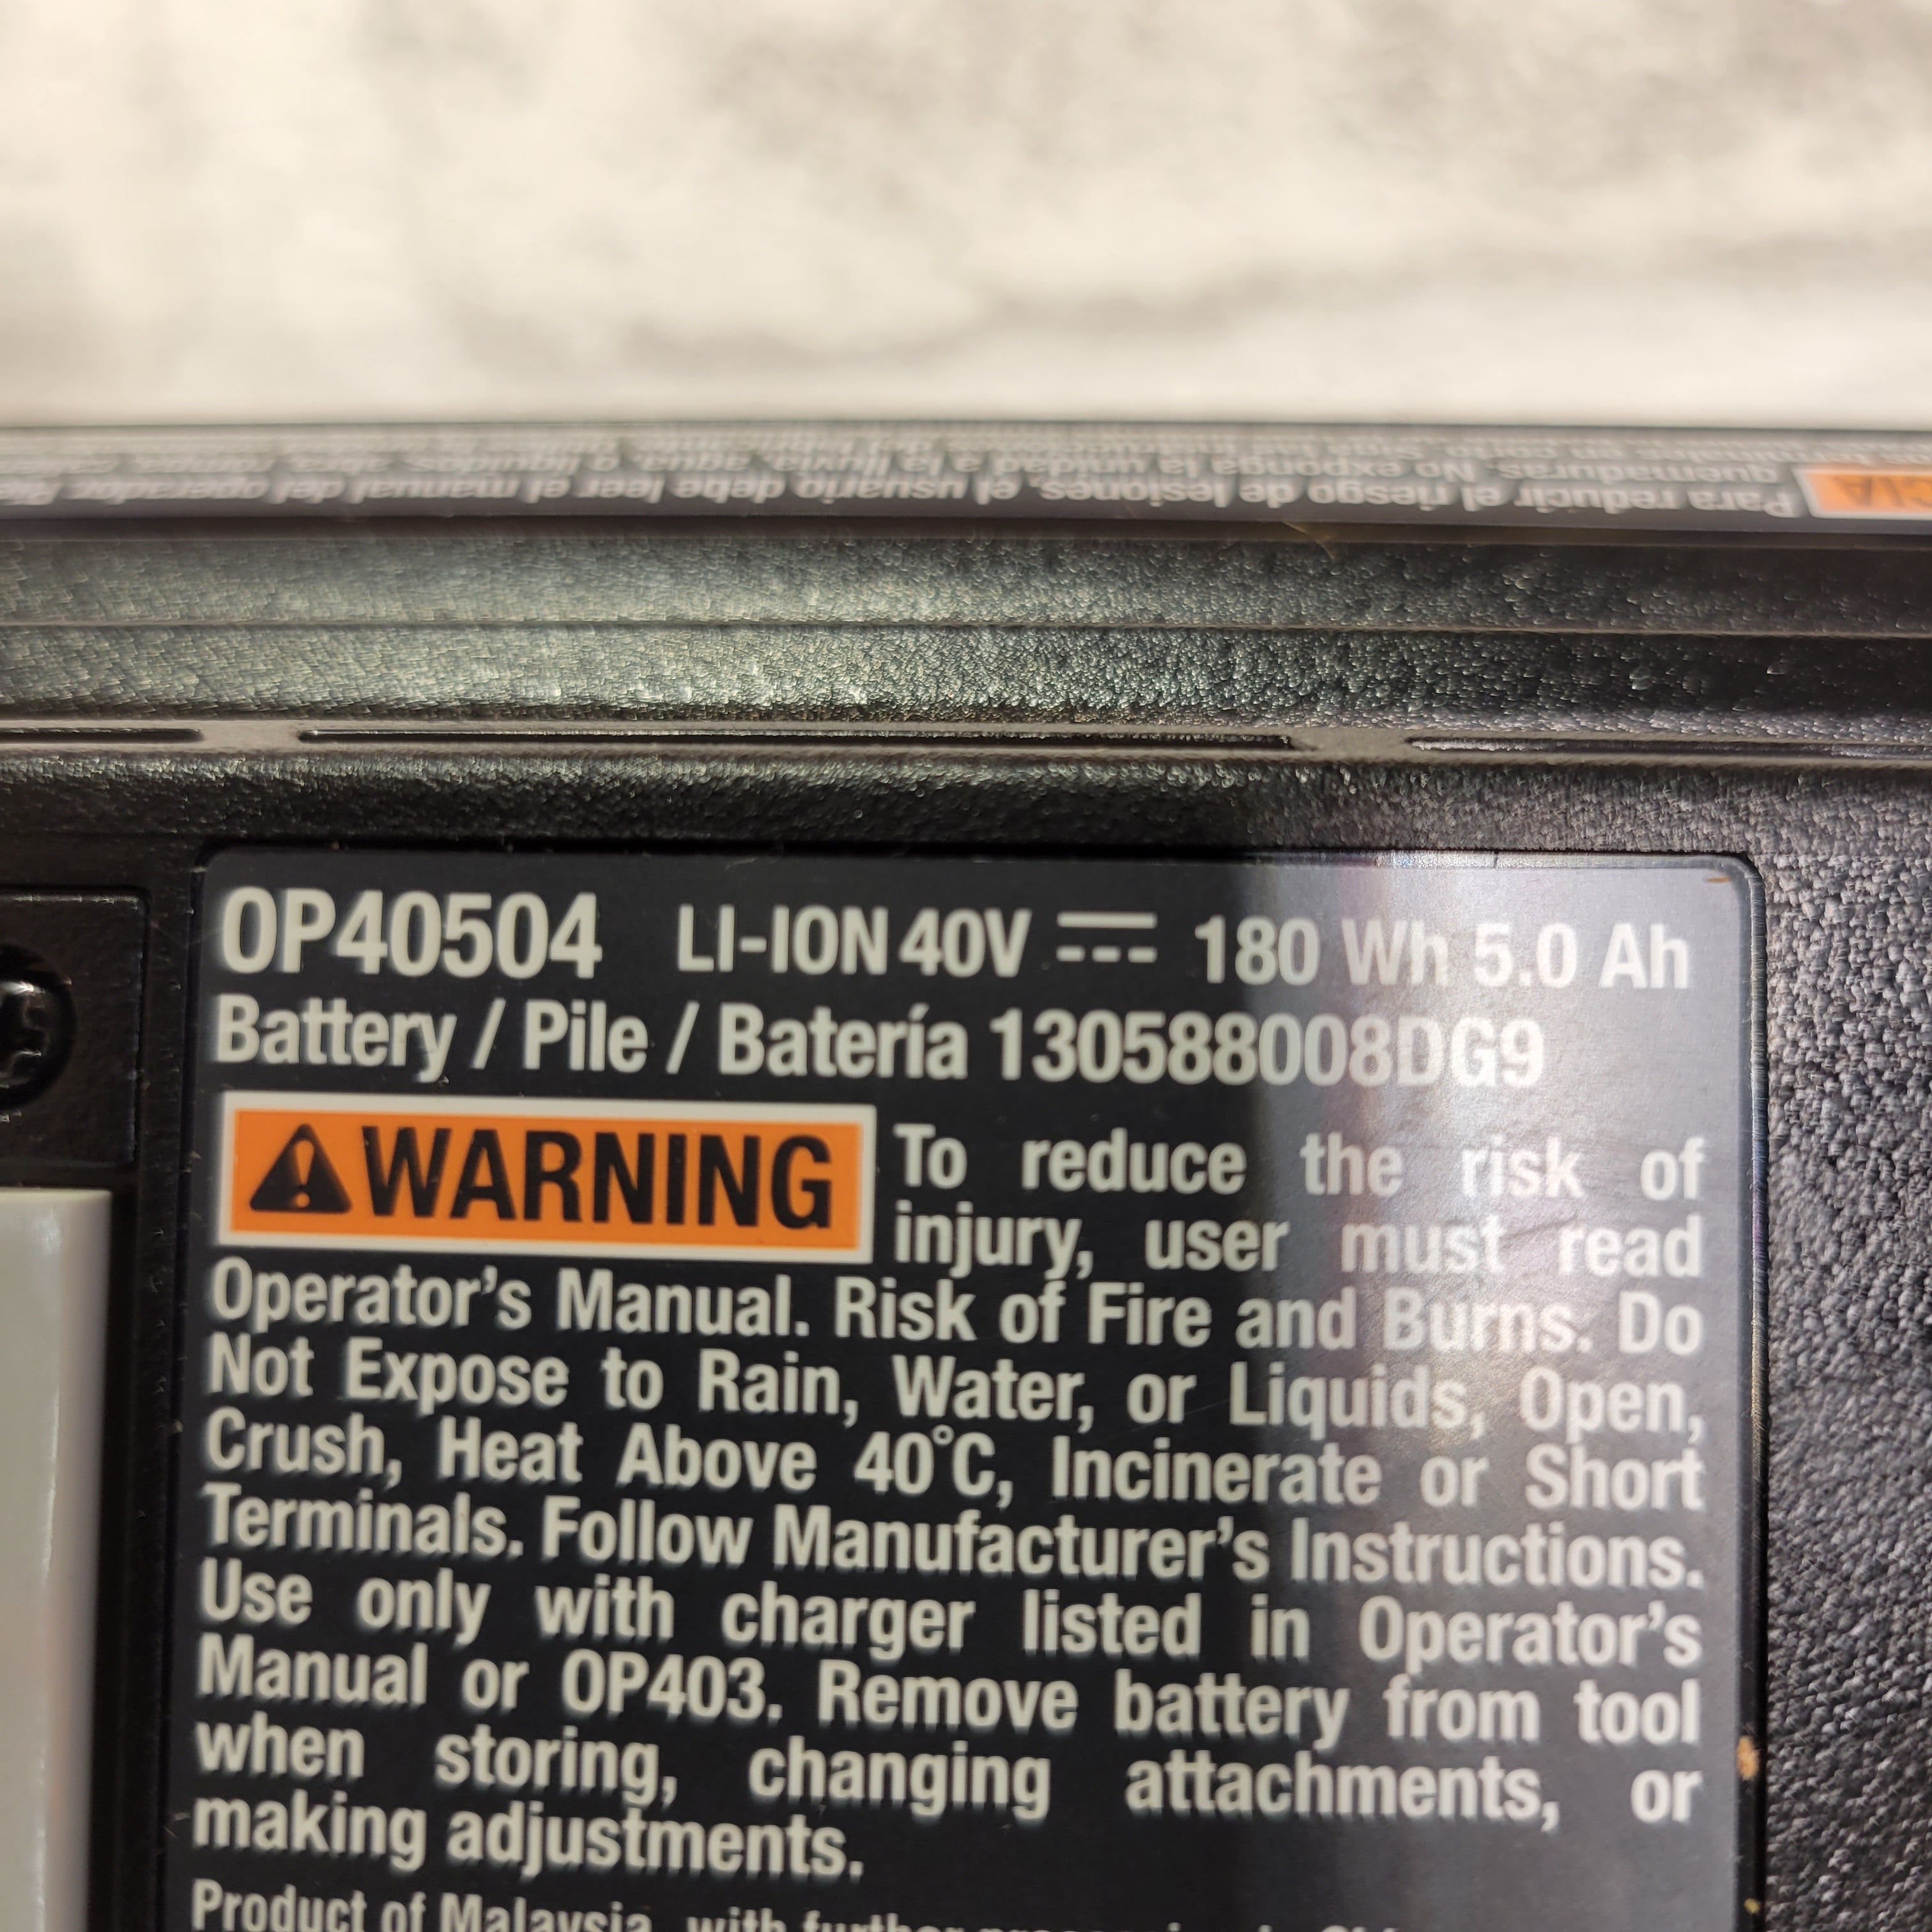 Para reducir el riesgo de lesiones, el usuario debe leer el manual del operador.
quemaduras. No exponga la unidad a la lluvia, agua o líquidos,
OP40504 LI-ION 40V 180 Wh 5.0 Ah
Battery / Pile / Batería 130588008DG9
WARNING To reduce the risk of
injury, user must read
Operator's Manual. Risk of Fire and Burns. Do
Not Expose to Rain, Water, or Liquids, Open,
Crush, Heat Above 40°C, Incinerate or Short
Terminals. Follow Manufacturer's Instructions.
Use only with charger listed in Operator's
Manual or OP403. Remove battery from tool
when storing, changing attachments, or
making adjustments.
Product of Malaysia, with further